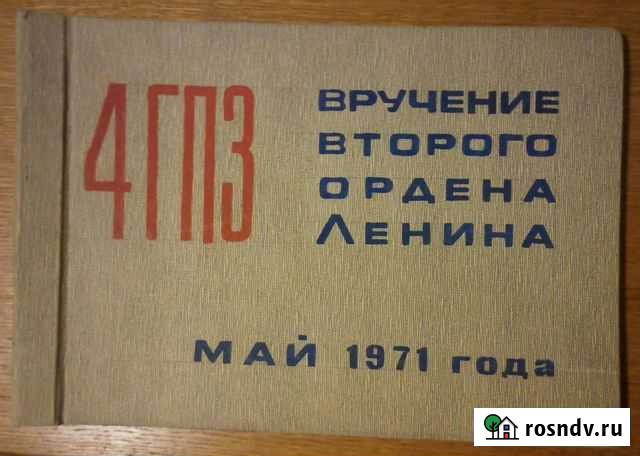 4ГПЗ
ВРУЧЕНИЕ
ВТОРОГО
ОРДЕНА
ЛЕНИНА
МАЙ 1971 года
rosndv.ru